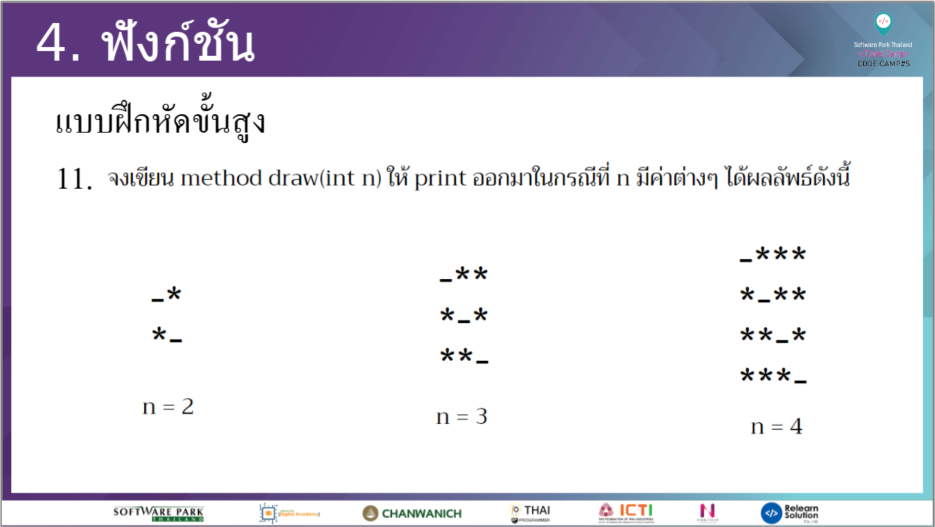 4. ฟังก์ชัน
Software Park Thailand
CODE CAMP#5
แบบฝึกหัดขั้นสูง
11. จงเขียน method draw(int n) ให้ print ออกมาในกรณีที่ n มีค่าต่างๆ ได้ผลลัพธ์ดังนี้
_*
*_
n = 2
_**
*_*
**_
n = 3
_***
*_**
**_*
***_
n = 4
SOFTWARE PARK
THAILAND
CHANWANICH
THAI
PROGRAMMER
ICTI
Relearn
Solution